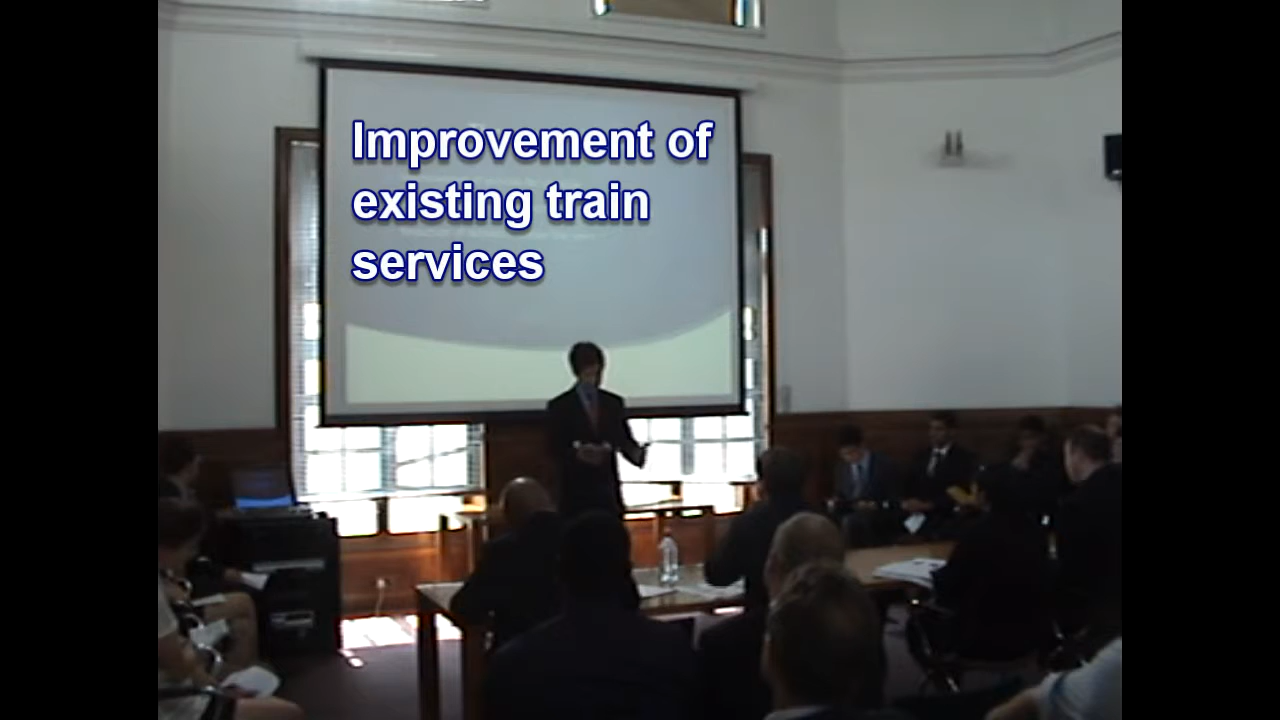 Improvement of
existing train
services